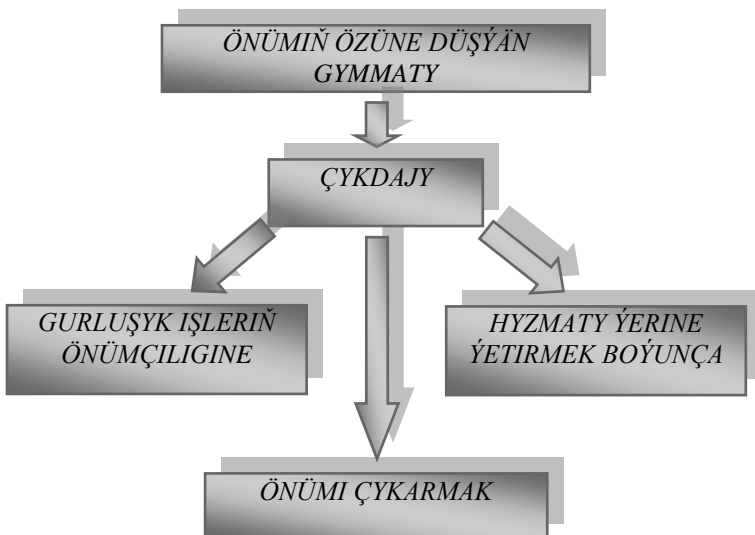 ÖNÜMIŇ ÖZÜNE DÜŞÝÄN
GYMMATY
ÇYKDAJY
GURLUŞYK IŞLERIŇ
ÖNÜMÇILIGINE
HYZMATY ÝERINE
ÝETIRMEK BOÝUNÇA
ÖNÜMI ÇYKARMAK